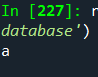 In [227]: r
database')
a